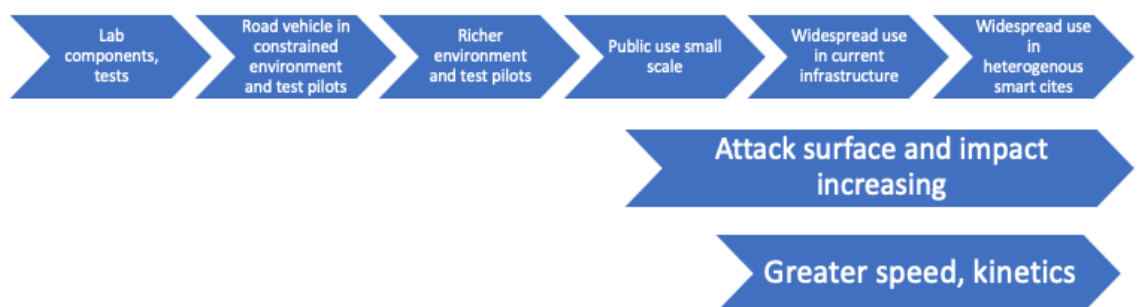 Lab
components,
tests
Road vehicle in
constrained
environment
and test pilots
Richer
environment
and test pilots
Public use small
scale
Widespread use
in current
infrastructure
Widespread use
in
heterogenous
smart cites
Attack surface and impact
increasing
Greater speed, kinetics